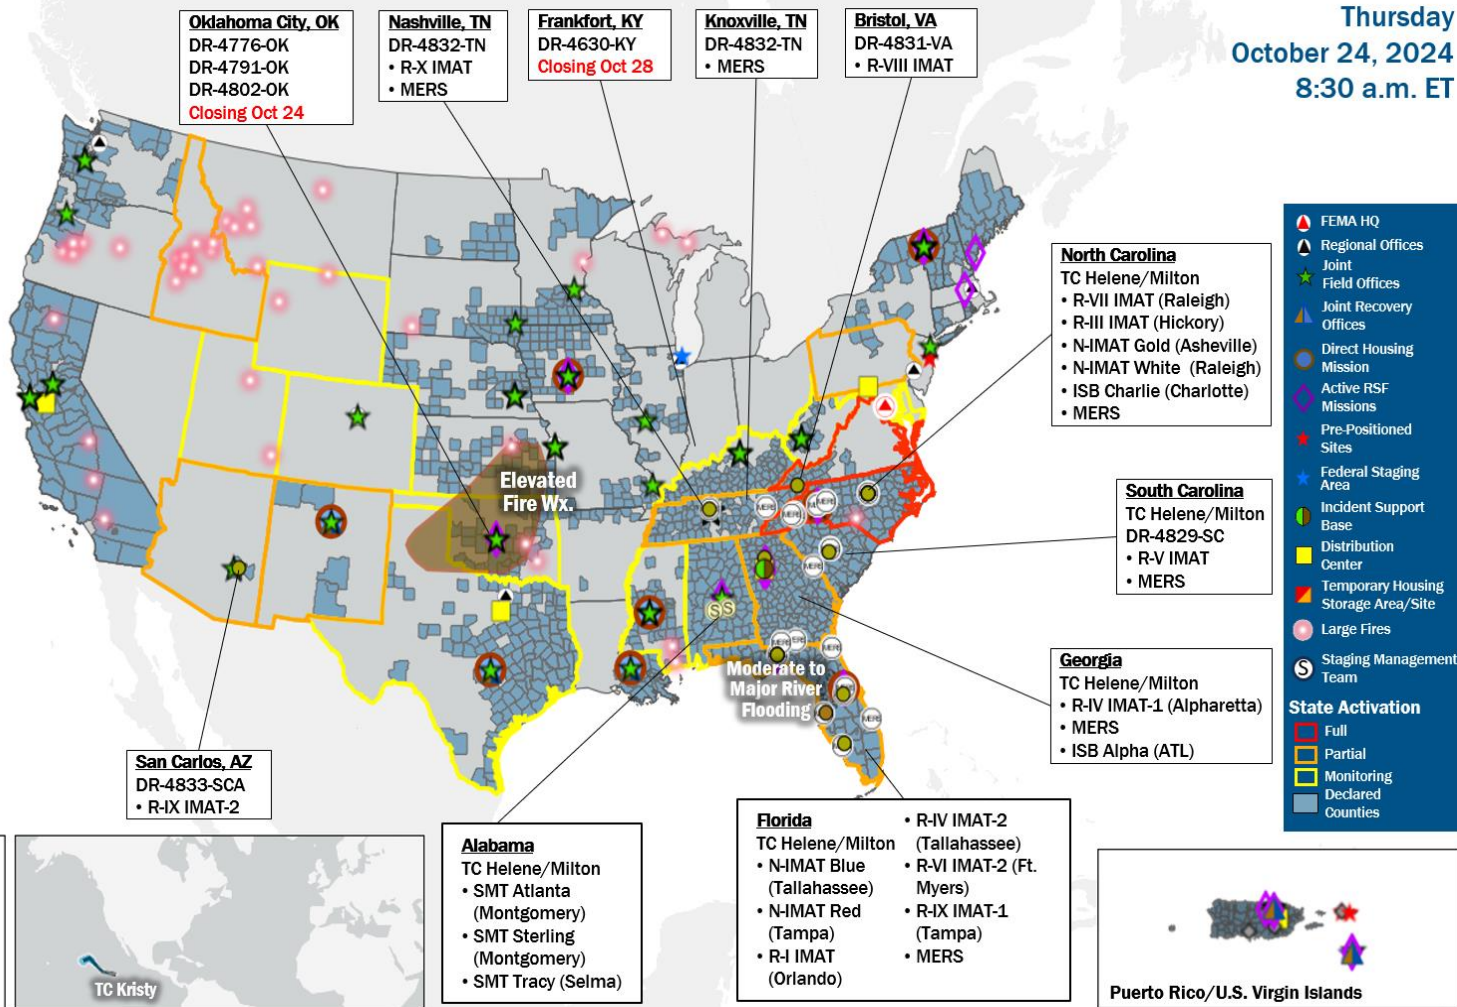 Thursday
October 24, 2024
8:30 a.m. ET
Oklahoma City, OK
DR-4776-OK
DR-4791-OK
DR-4802-OK
Closing Oct 24
Nashville, TN
DR-4832-TN
• R-X IMAT
• MERS
Frankfort, KY
DR-4630-KY
Closing Oct 28
Knoxville, TN
DR-4832-TN
• MERS
Bristol, VA
DR-4831-VA
• R-VIII IMAT
North Carolina
TC Helene/Milton
• R-VII IMAT (Raleigh)
• R-III IMAT (Hickory)
• N-IMAT Gold (Asheville)
• N-IMAT White (Raleigh)
• ISB Charlie (Charlotte)
• MERS
South Carolina
TC Helene/Milton
DR-4829-SC
• R-V IMAT
• MERS
Georgia
TC Helene/Milton
• R-IV IMAT-1 (Alpharetta)
• MERS
• ISB Alpha (ATL)
FEMA HQ
Regional Offices
Joint
Field Offices
Joint Recovery
Offices
Direct Housing
Mission
Active RSF
Missions
Pre-Positioned
Sites
Federal Staging
Area
Incident Support
Base
Distribution
Center
Temporary Housing
Storage Area/Site
Large Fires
S
Staging Management
Team
State Activation
Full
Partial
Monitoring
Declared
Counties
Elevated
Fire Wx.
MERS
MERS
MERS
MERS
MERS
MERS
MERS
MERS
S S
Moderate to
Major River
Flooding
San Carlos, AZ
DR-4833-SCA
• R-IX IMAT-2
TC Kristy
Alabama
TC Helene/Milton
• SMT Atlanta
(Montgomery)
• SMT Sterling
(Montgomery)
• SMT Tracy (Selma)
Florida
TC Helene/Milton
• N-IMAT Blue
(Tallahassee)
• N-IMAT Red
(Tampa)
• R-I IMAT
(Orlando)
• R-IV IMAT-2
(Tallahassee)
• R-VI IMAT-2 (Ft.
Myers)
• R-IX IMAT-1
(Tampa)
• MERS
Puerto Rico/U.S. Virgin Islands